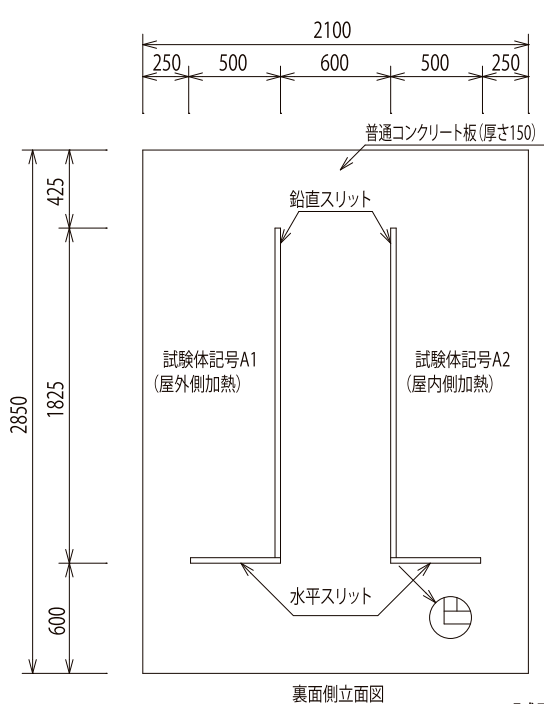 2100
250 500 600 500 250
普通コンクリート板(厚さ150)
425
鉛直スリット
試験体記号A1
(屋外側加熱)
試験体記号A2
(屋内側加熱)
1825
2850
水平スリット
600
裏面側立面図